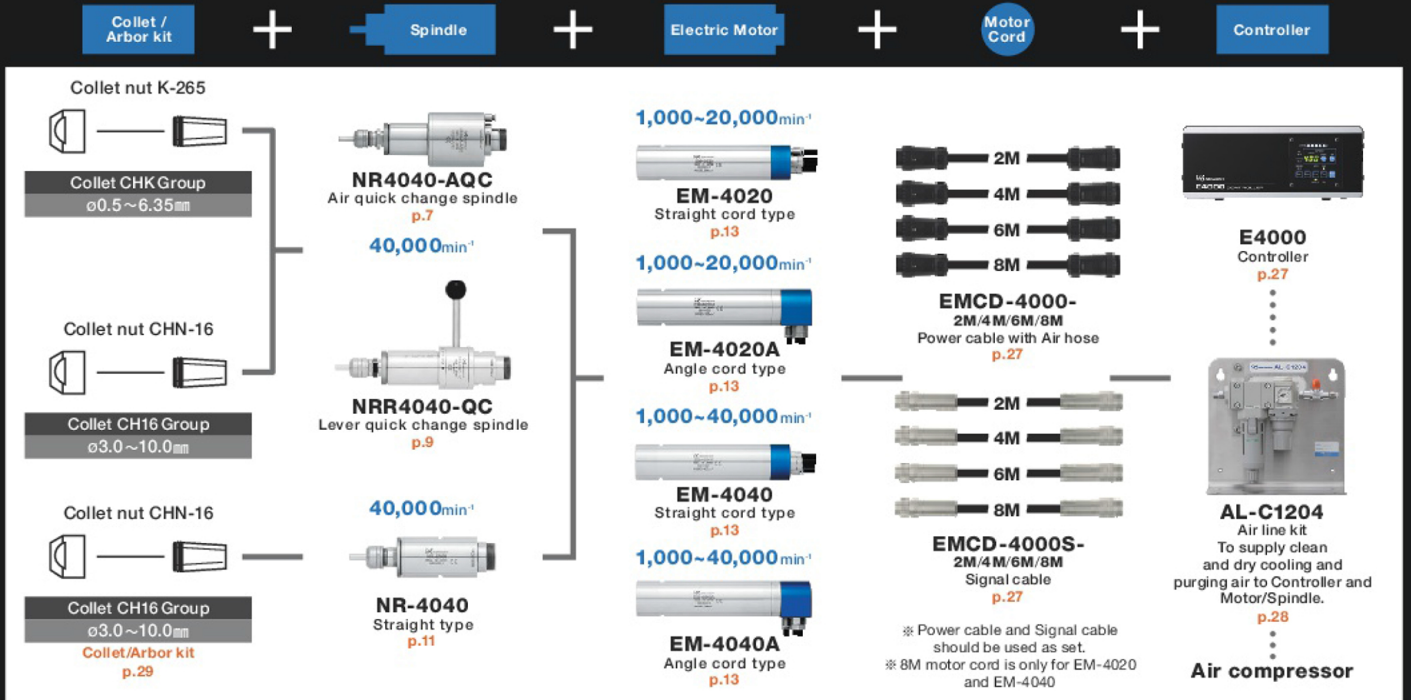 Collet /
Arbor kit
Spindle
Electric Motor
Motor
Cord
Controller
Collet nut K-265
Collet CHK Group
ø0.5～6.35㎜
Collet nut CHN-16
Collet CH16 Group
ø3.0～10.0㎜
Collet nut CHN-16
Collet CH16 Group
ø3.0～10.0㎜
Collet/Arbor kit
p.29
NR4040-AQC
Air quick change spindle
p.7
40,000min⁻¹
NRR4040-QC
Lever quick change spindle
p.9
40,000min⁻¹
NR-4040
Straight type
p.11
1,000~20,000min⁻¹
EM-4020
Straight cord type
p.13
1,000~20,000min⁻¹
EM-4020A
Angle cord type
p.13
1,000~40,000min⁻¹
EM-4040
Straight cord type
p.13
1,000~40,000min⁻¹
EM-4040A
Angle cord type
p.13
2M
4M
6M
8M
EMCD-4000-
2M/4M/6M/8M
Power cable with Air hose
p.27
2M
4M
6M
8M
EMCD-4000S-
2M/4M/6M/8M
Signal cable
p.27
※ Power cable and Signal cable
should be used as set.
※ 8M motor cord is only for EM-4020
and EM-4040
E4000
E4000
Controller
p.27
AL-C1204
AL-C1204
Air line kit
To supply clean
and dry cooling and
purging air to Controller and
Motor/Spindle.
p.28
Air compressor